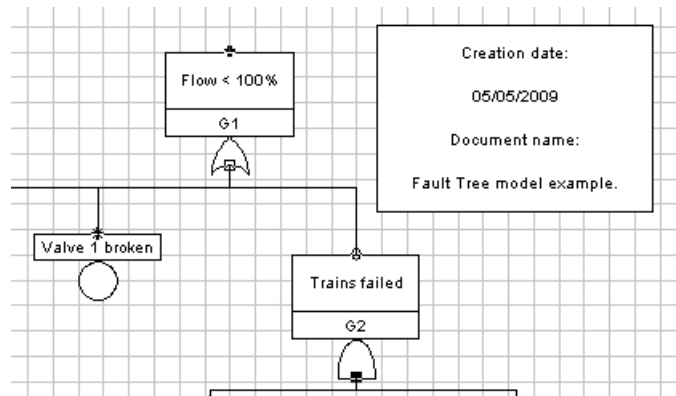 Flow < 100%
G1
Creation date:
05/05/2009
Document name:
Fault Tree model example.
Valve 1 broken
Trains failed
G2